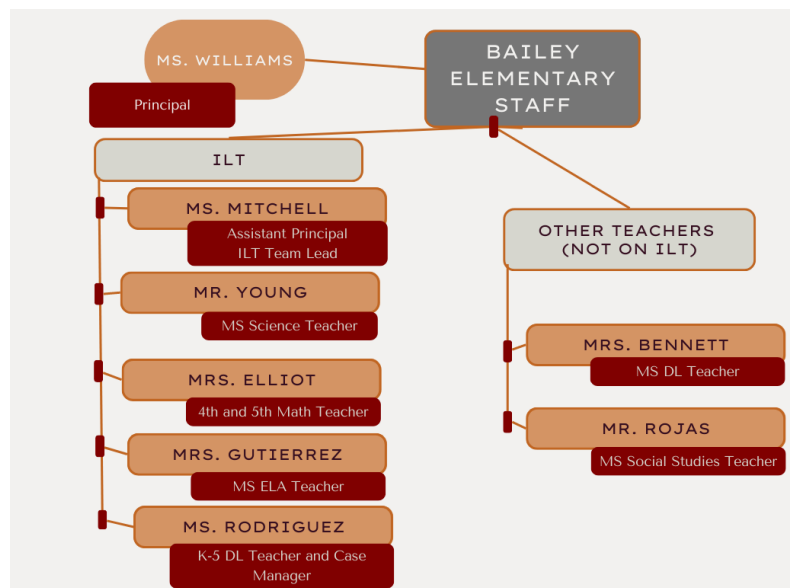 MS. WILLIAMS
Principal
BAILEY
ELEMENTARY
STAFF
ILT
MS. MITCHELL
Assistant Principal
ILT Team Lead
MR. YOUNG
MS Science Teacher
MRS. ELLIOT
4th and 5th Math Teacher
MRS. GUTIERREZ
MS ELA Teacher
MS. RODRIGUEZ
K-5 DL Teacher and Case
Manager
OTHER TEACHERS
(NOT ON ILT)
MRS. BENNETT
MS DL Teacher
MR. ROJAS
MS Social Studies Teacher